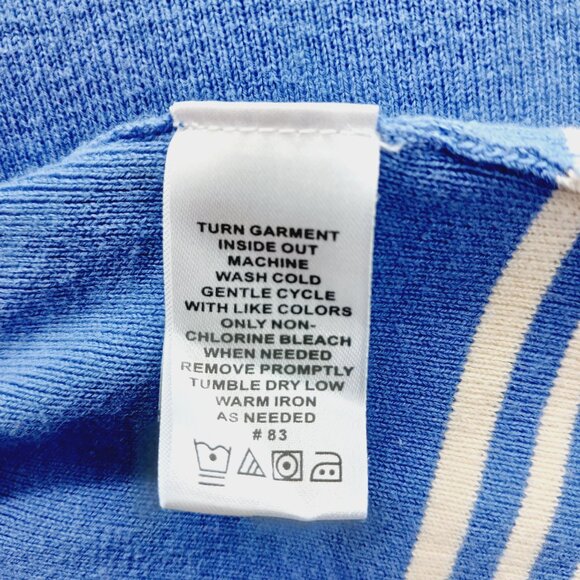 TURN GARMENT
INSIDE OUT
MACHINE
WASH COLD
GENTLE CYCLE
WITH LIKE COLORS
ONLY NON-
CHLORINE BLEACH
WHEN NEEDED
REMOVE PROMPTLY
TUMBLE DRY LOW
WARM IRON
AS NEEDED
# 83